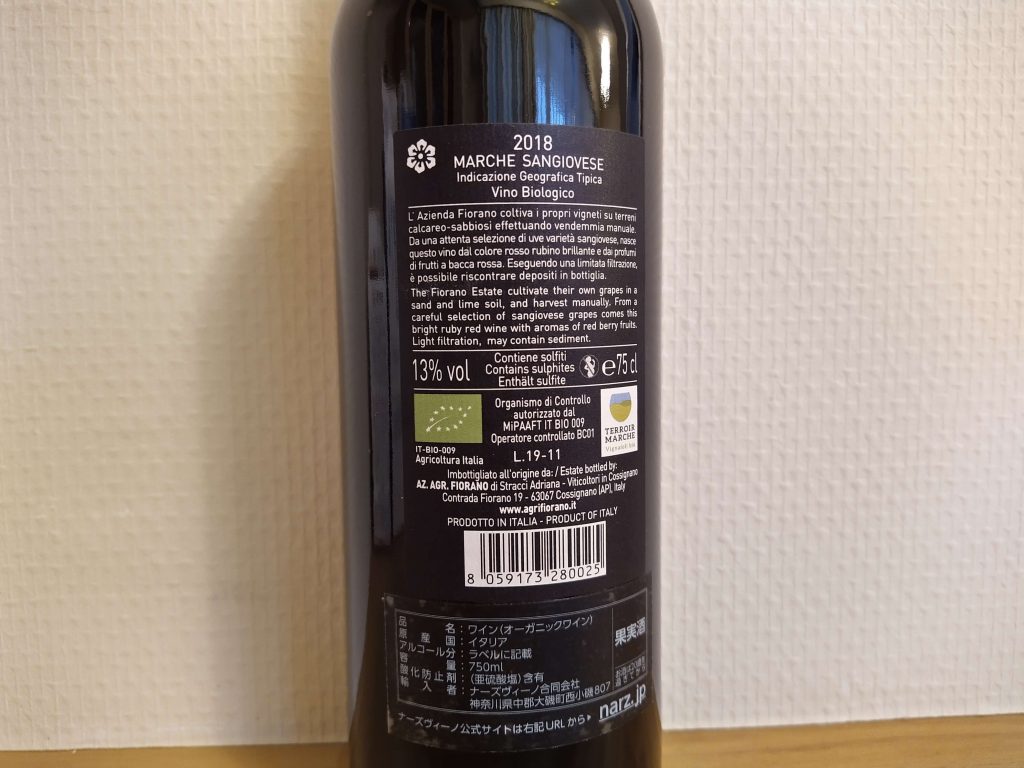 2018
MARCHE SANGIOVESE
Indicazione Geografica Tipica
Vino Biologico
L' Azienda Fiorano coltiva i propri vigneti su terreni
calcareo-sabbiosi effettuando vendemmia manuale.
Da una attenta selezione di uve varietà sangiovese, nasce
questo vino dal colore rosso rubino brillante e dai profumi
di frutti a bacca rossa. Eseguendo una limitata filtrazione,
è possibile riscontrare depositi in bottiglia.
The Fiorano Estate cultivate their own grapes in a
sand and lime soil, and harvest manually. From a
careful selection of sangiovese grapes comes this
bright ruby red wine with aromas of red berry fruits.
Light filtration, may contain sediment.
13% vol
Contiene solfiti
Contains sulphites
Enthält sulfite
℮75 cl
IT-BIO-009
Agricoltura Italia
Organismo di Controllo
autorizzato dal
MiPAAFT IT BIO 009
Operatore controllato BC01
L.19-11
TERROIR
MARCHE
Vignaioli bio
Imbottigliato all'origine da: / Estate bottled by:
AZ. AGR. FIORANO di Stracci Adriana - Viticoltori in Cossignano
Contrada Fiorano 19 - 63067 Cossignano (AP), Italy
www.agrifiorano.it
PRODOTTO IN ITALIA - PRODUCT OF ITALY
8 059173 280025
品名：ワイン（オーガニックワイン）
原産国：イタリア
アルコール分：ラベルに記載
容量：750ml
酸化防止剤：（亜硫酸塩）含有
輸入者：ナーズヴィーノ合同会社
神奈川県中郡大磯町西小磯807
果実酒
ナーズヴィーノ公式サイトは右記URLから▶ narz.jp